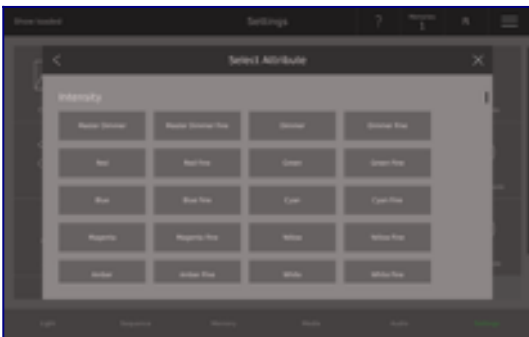 Show loaded
Settings
?
Memories
1
Select Attribute
Intensity
Master Dimmer
Master Dimmer Fine
Dimmer
Dimmer Fine
Red
Red Fine
Green
Green Fine
Blue
Blue Fine
Cyan
Cyan Fine
Magenta
Magenta Fine
Yellow
Yellow Fine
Amber
Amber Fine
White
White Fine
Light
Sequence
Memory
Media
Audio
Settings